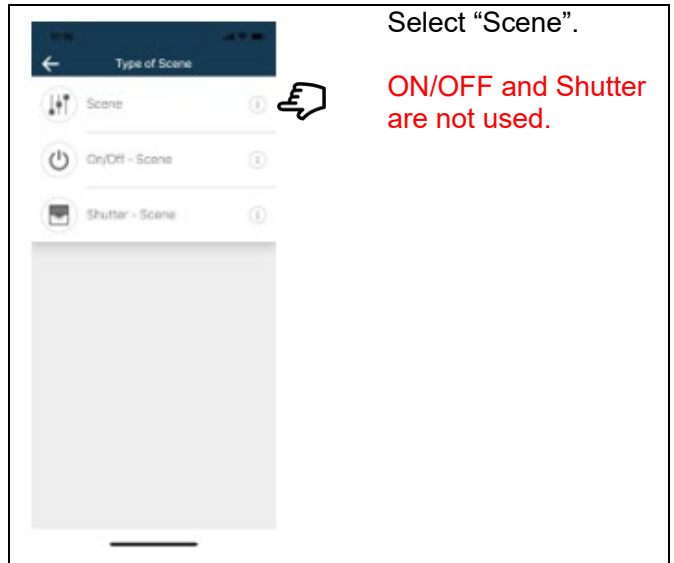 Select “Scene”.
ON/OFF and Shutter
are not used.
Type of Scene
Scene
On/Off - Scene
Shutter - Scene